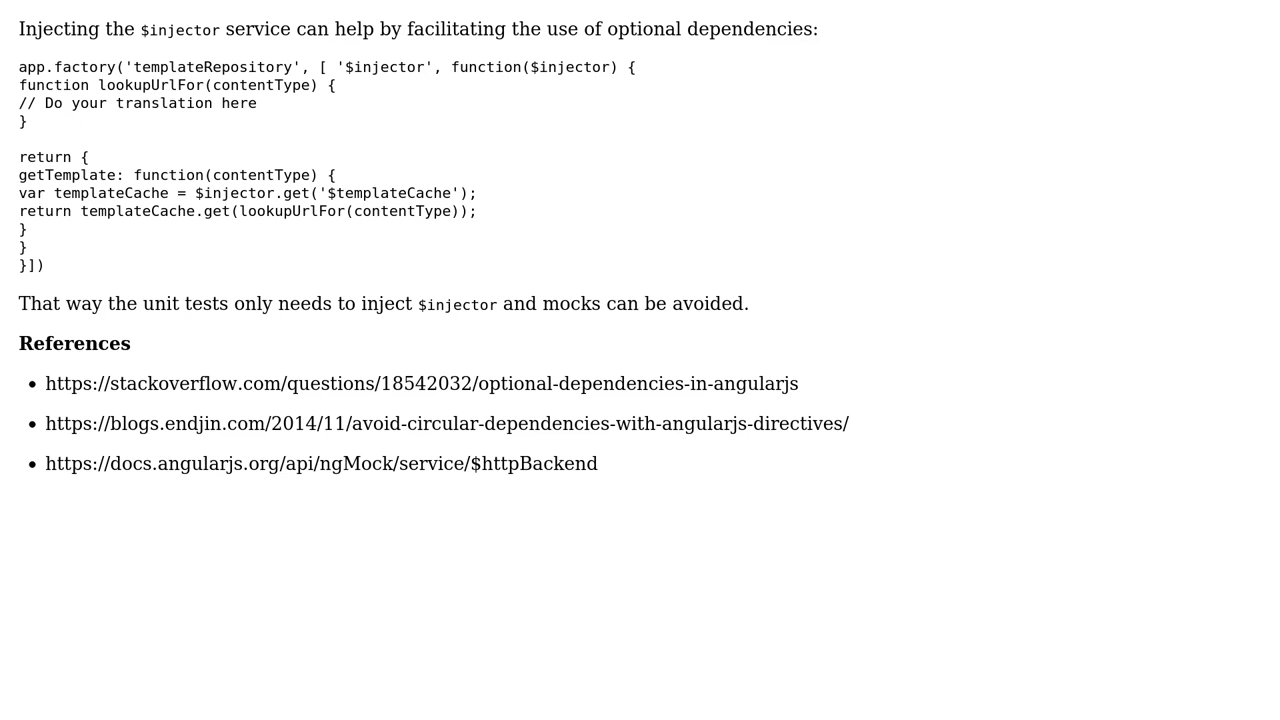 Injecting the $injector service can help by facilitating the use of optional dependencies:
app.factory('templateRepository', [ '$injector', function($injector) {
function lookupUrlFor(contentType) {
// Do your translation here
}
return {
getTemplate: function(contentType) {
var templateCache = $injector.get('$templateCache');
return templateCache.get(lookupUrlFor(contentType));
}
}
}])
That way the unit tests only needs to inject $injector and mocks can be avoided.
References
• https://stackoverflow.com/questions/18542032/optional-dependencies-in-angularjs
• https://blogs.endjin.com/2014/11/avoid-circular-dependencies-with-angularjs-directives/
• https://docs.angularjs.org/api/ngMock/service/$httpBackend